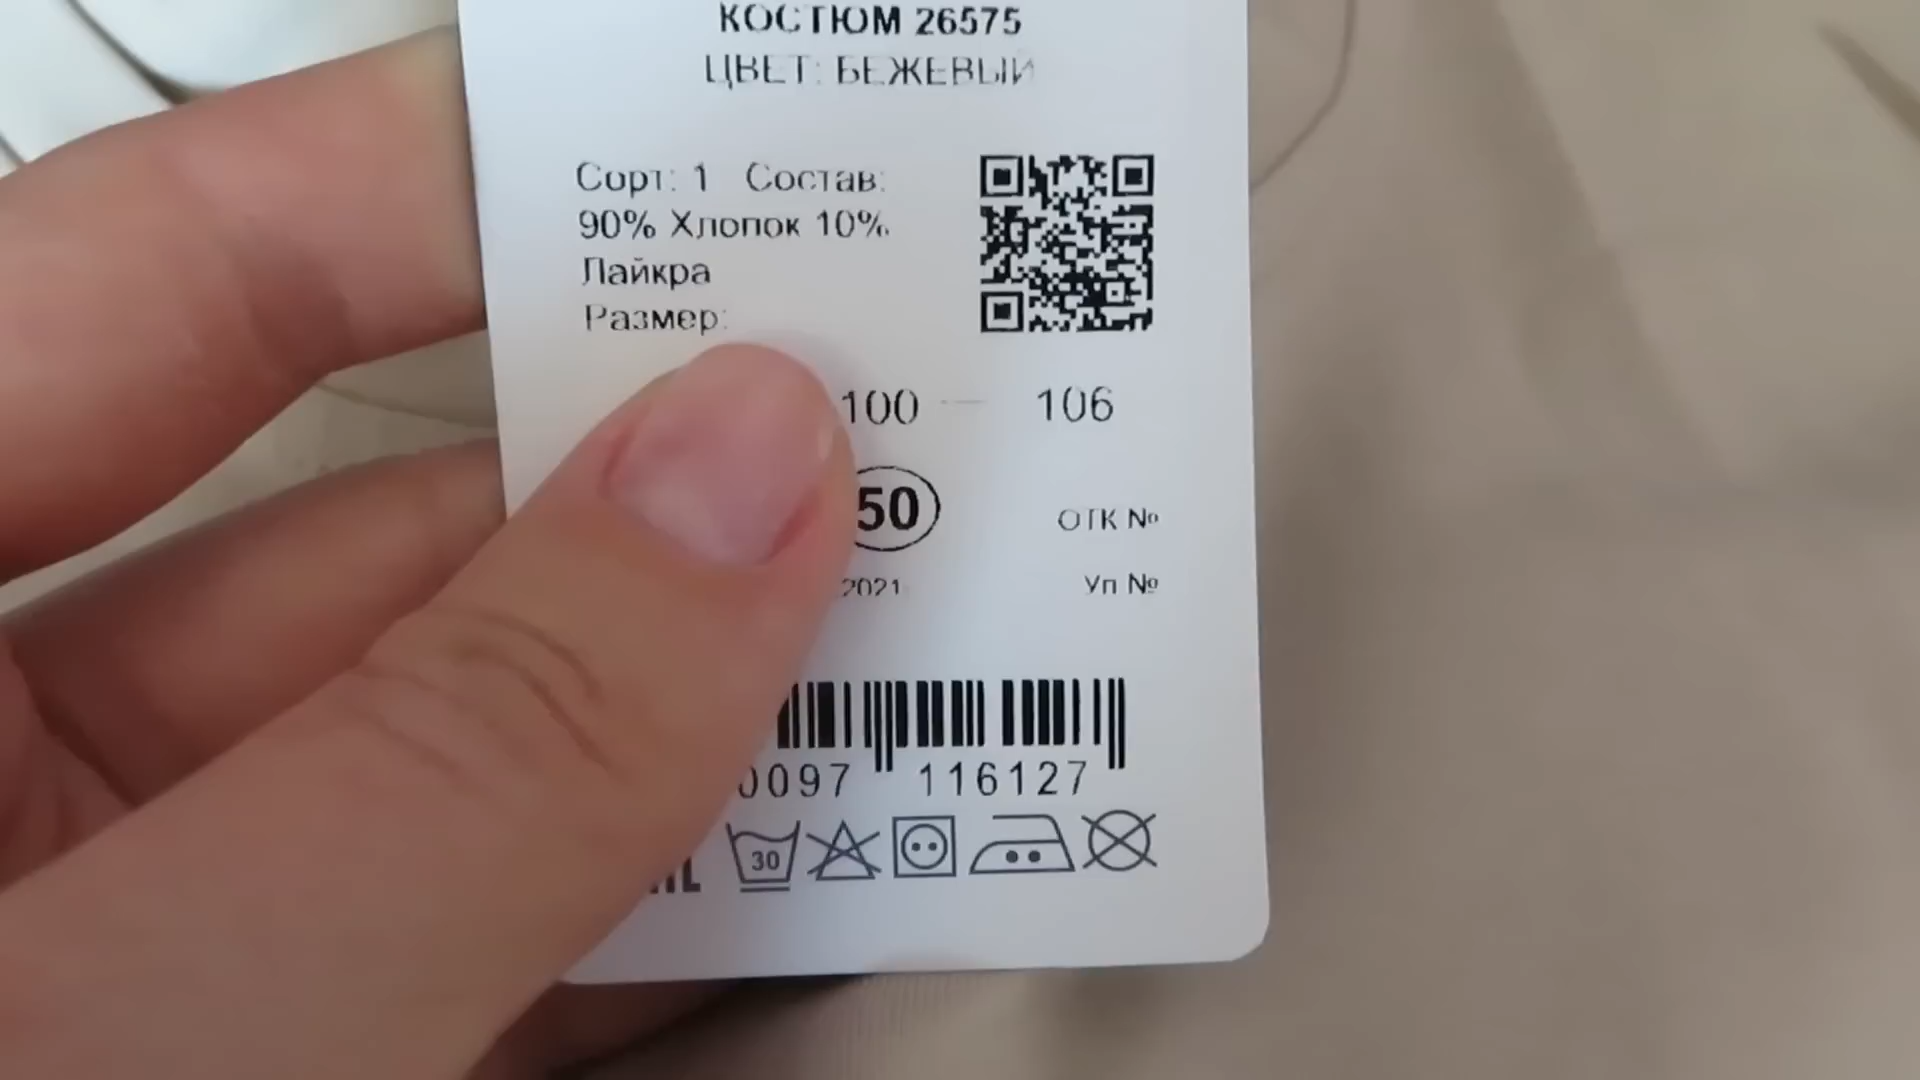 КОСТЮМ 26575
ЦВЕТ: БЕЖЕВЫЙ
Сорт: 1 Состав:
90% Хлопок 10%
Лайкра
Размер:
100 — 106
50
ОТК №
2021
Уп №
0097 116127
30